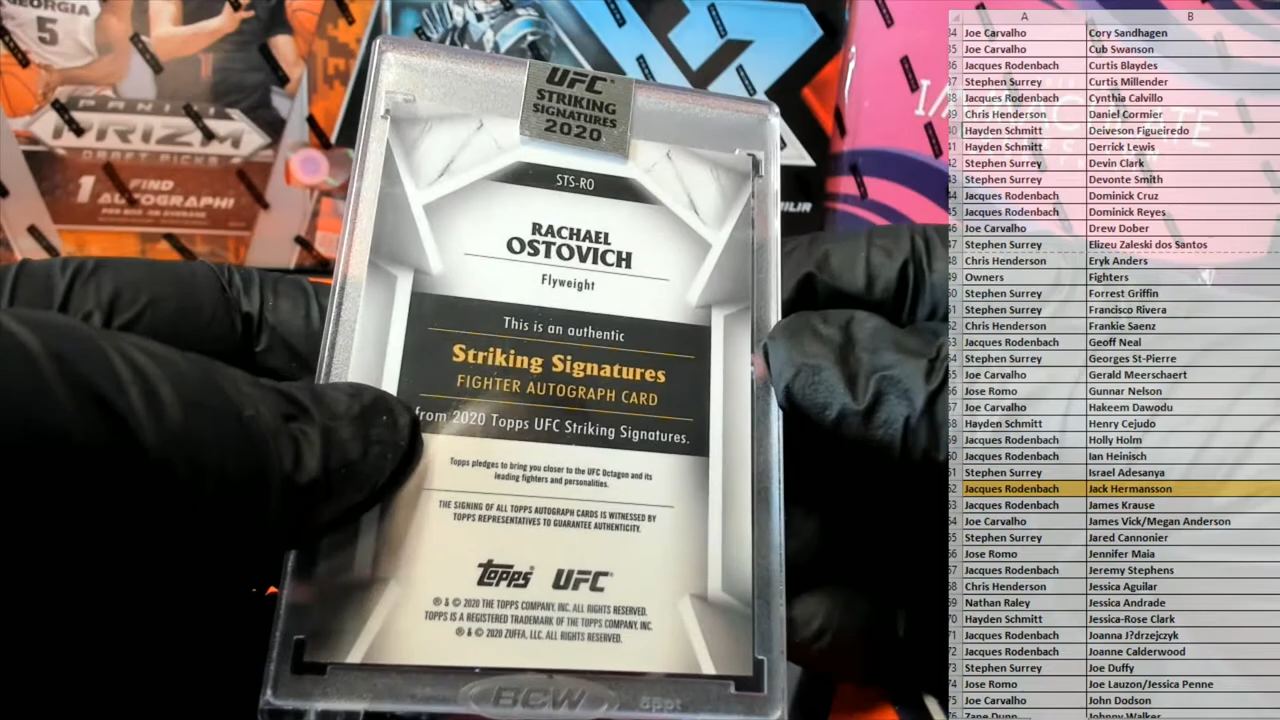 GEORGIA
5
PANINI
PRIZM
DRAFT PICKS
1 FIND
AUTOGRAPH!
PER BOX, ON AVERAGE
UFC
STRIKING
SIGNATURES
2020
STS-RO
RACHAEL
OSTOVICH
Flyweight
This is an authentic
Striking Signatures
FIGHTER AUTOGRAPH CARD
from 2020 Topps UFC Striking Signatures.
Topps pledges to bring you closer to the UFC Octagon and its
leading fighters and personalities.
THE SIGNING OF ALL TOPPS AUTOGRAPH CARDS IS WITNESSED BY
TOPPS REPRESENTATIVES TO GUARANTEE AUTHENTICITY.
Topps UFC
® & © 2020 THE TOPPS COMPANY, INC. ALL RIGHTS RESERVED.
TOPPS IS A REGISTERED TRADEMARK OF THE TOPPS COMPANY, INC.
® & © 2020 ZUFFA, LLC. ALL RIGHTS RESERVED.
BCW
A B
Joe Carvalho Cory Sandhagen
Joe Carvalho Cub Swanson
Jacques Rodenbach Curtis Blaydes
Stephen Surrey Curtis Millender
Jacques Rodenbach Cynthia Calvillo
Chris Henderson Daniel Cormier
Hayden Schmitt Deiveson Figueiredo
Hayden Schmitt Derrick Lewis
Stephen Surrey Devin Clark
Stephen Surrey Devonte Smith
Jacques Rodenbach Dominick Cruz
Jacques Rodenbach Dominick Reyes
Joe Carvalho Drew Dober
Stephen Surrey Elizeu Zaleski dos Santos
Chris Henderson Eryk Anders
Owners Fighters
Stephen Surrey Forrest Griffin
Stephen Surrey Francisco Rivera
Chris Henderson Frankie Saenz
Jacques Rodenbach Geoff Neal
Stephen Surrey Georges St-Pierre
Joe Carvalho Gerald Meerschaert
Jose Romo Gunnar Nelson
Joe Carvalho Hakeem Dawodu
Hayden Schmitt Henry Cejudo
Jacques Rodenbach Holly Holm
Jacques Rodenbach Ian Heinisch
Stephen Surrey Israel Adesanya
Jacques Rodenbach Jack Hermansson
Jacques Rodenbach James Krause
Joe Carvalho James Vick/Megan Anderson
Stephen Surrey Jared Cannonier
Jose Romo Jennifer Maia
Jacques Rodenbach Jeremy Stephens
Chris Henderson Jessica Aguilar
Nathan Raley Jessica Andrade
Hayden Schmitt Jessica-Rose Clark
Jacques Rodenbach Joanna J?drzejczyk
Jacques Rodenbach Joanne Calderwood
Stephen Surrey Joe Duffy
Jose Romo Joe Lauzon/Jessica Penne
Joe Carvalho John Dodson
Zane Dunn Johnny Walker